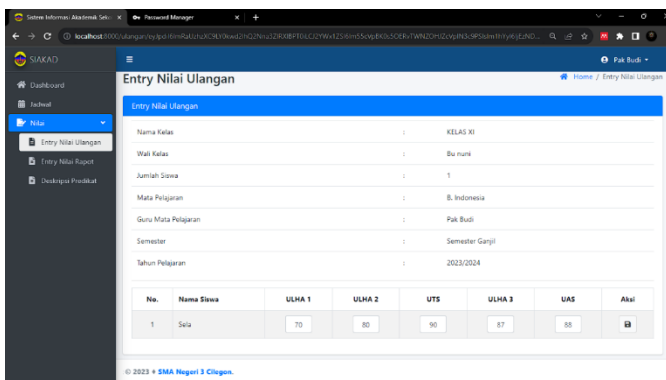 Sistem Informasi Akademik Sekol
Password Manager
SIAKAD
Pak Budi
Dashboard
Jadwal
Nilai
Entry Nilai Ulangan
Entry Nilai Rapot
Deskripsi Predikat
Entry Nilai Ulangan
Home / Entry Nilai Ulangan
Entry Nilai Ulangan
Nama Kelas : KELAS XI
Wali Kelas : Bu nuni
Jumlah Siswa : 1
Mata Pelajaran : B. Indonesia
Guru Mata Pelajaran : Pak Budi
Semester : Semester Ganjil
Tahun Pelajaran : 2023/2024
No. Nama Siswa ULHA 1 ULHA 2 UTS ULHA 3 UAS Aksi
1 Sela 70 80 90 87 88
© 2023 • SMA Negeri 3 Cilegon.